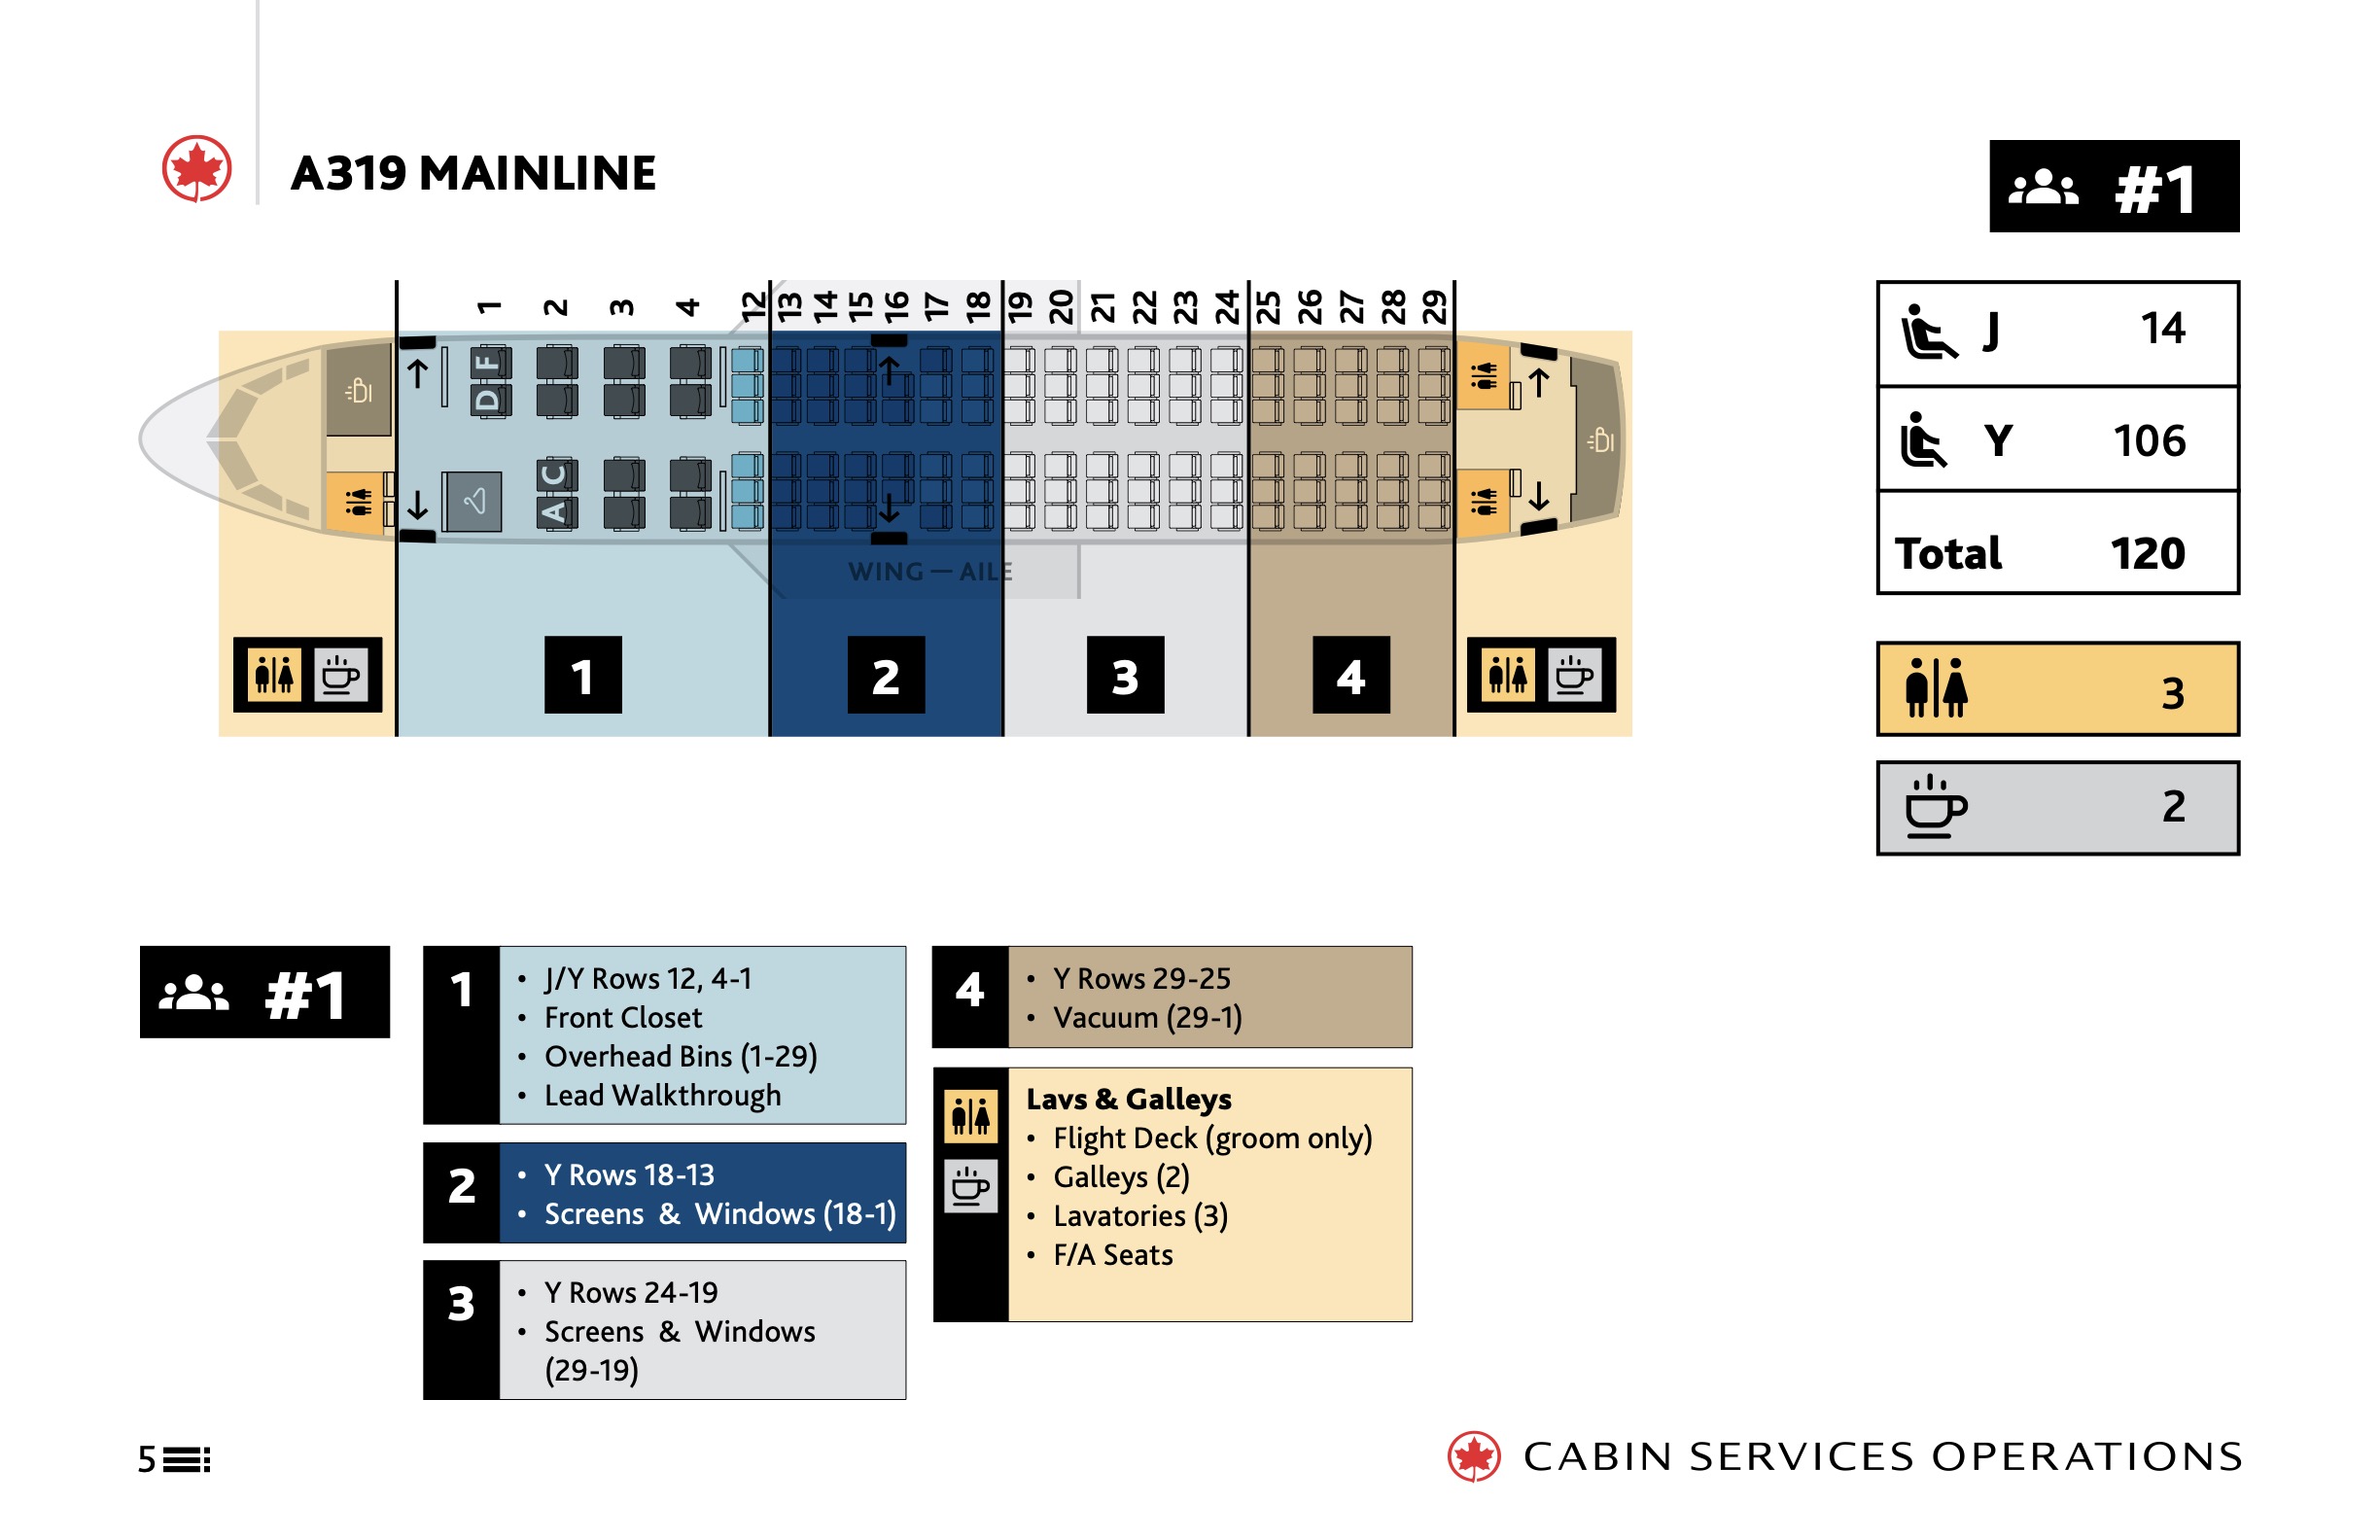 A319 MAINLINE
#1
1 2 3 4 12 13 14 15 16 17 18 19 20 21 22 23 24 25 26 27 28 29
D F
A C
WING — AILE
1 2 3 4
J 14
Y 106
Total 120
3
2
#1
1
• J/Y Rows 12, 4-1
• Front Closet
• Overhead Bins (1-29)
• Lead Walkthrough
2
• Y Rows 18-13
• Screens & Windows (18-1)
3
• Y Rows 24-19
• Screens & Windows
(29-19)
4
• Y Rows 29-25
• Vacuum (29-1)
Lavs & Galleys
• Flight Deck (groom only)
• Galleys (2)
• Lavatories (3)
• F/A Seats
5
CABIN SERVICES OPERATIONS